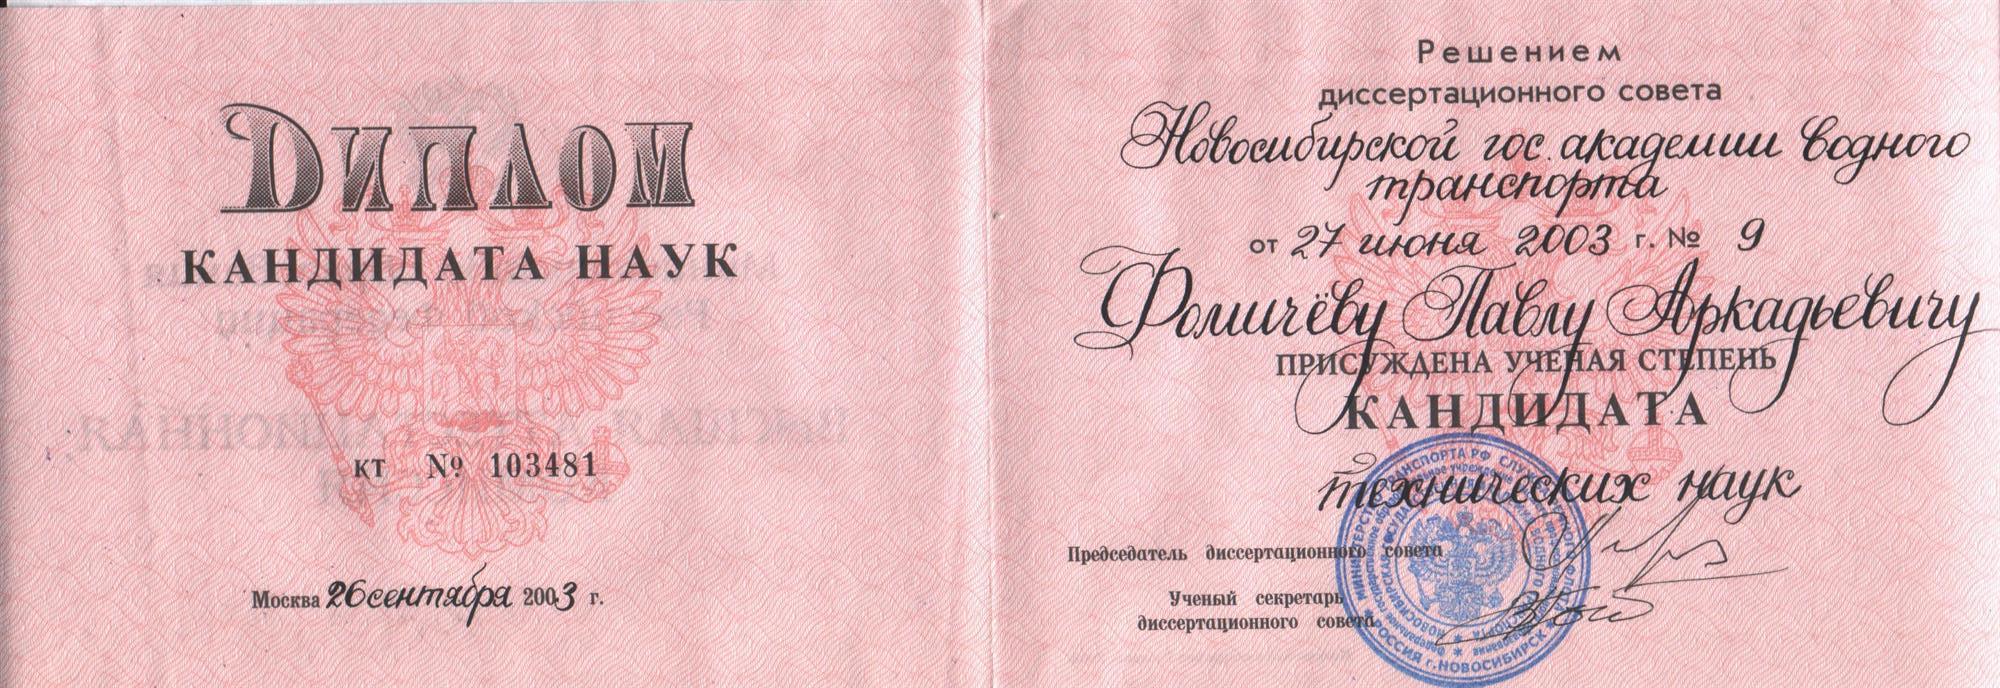 Диплом
КАНДИДАТА НАУК
КТ № 103481
Москва 26 сентября 2003 г.
Решением
диссертационного совета
Новосибирской гос. академии водного
транспорта
от 27 июня 2003 г. № 9
Фомичёву Павлу Аркадьевичу
ПРИСУЖДЕНА УЧЕНАЯ СТЕПЕНЬ
КАНДИДАТА
технических наук
Председатель диссертационного совета
Ученый секретарь
диссертационного совета
РОССИЯ г. НОВОСИБИРСК